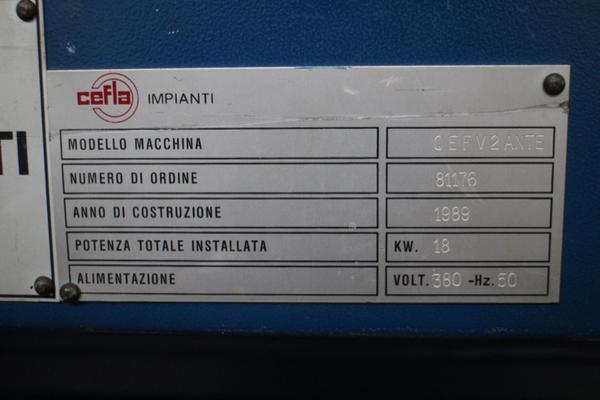 cefla IMPIANTI
MODELLO MACCHINA QEFV2ANTE
NUMERO DI ORDINE 81176
ANNO DI COSTRUZIONE 1989
POTENZA TOTALE INSTALLATA KW. 18
ALIMENTAZIONE VOLT. 380 -Hz. 50
TI